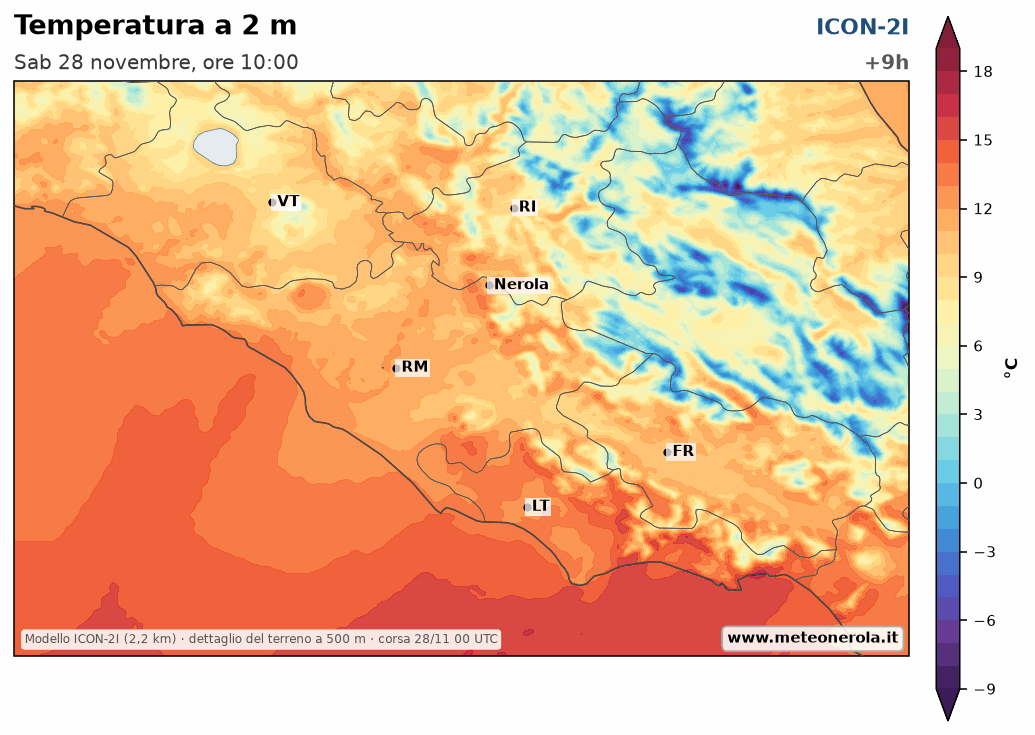 Temperatura a 2 m
ICON-2I
Sab 28 novembre, ore 10:00
+9h
VT
RI
Nerola
RM
FR
LT
Modello ICON-2I (2,2 km) · dettaglio del terreno a 500 m · corsa 28/11 00 UTC
www.meteonerola.it
18
15
12
9
6
3
0
−3
−6
−9
°C